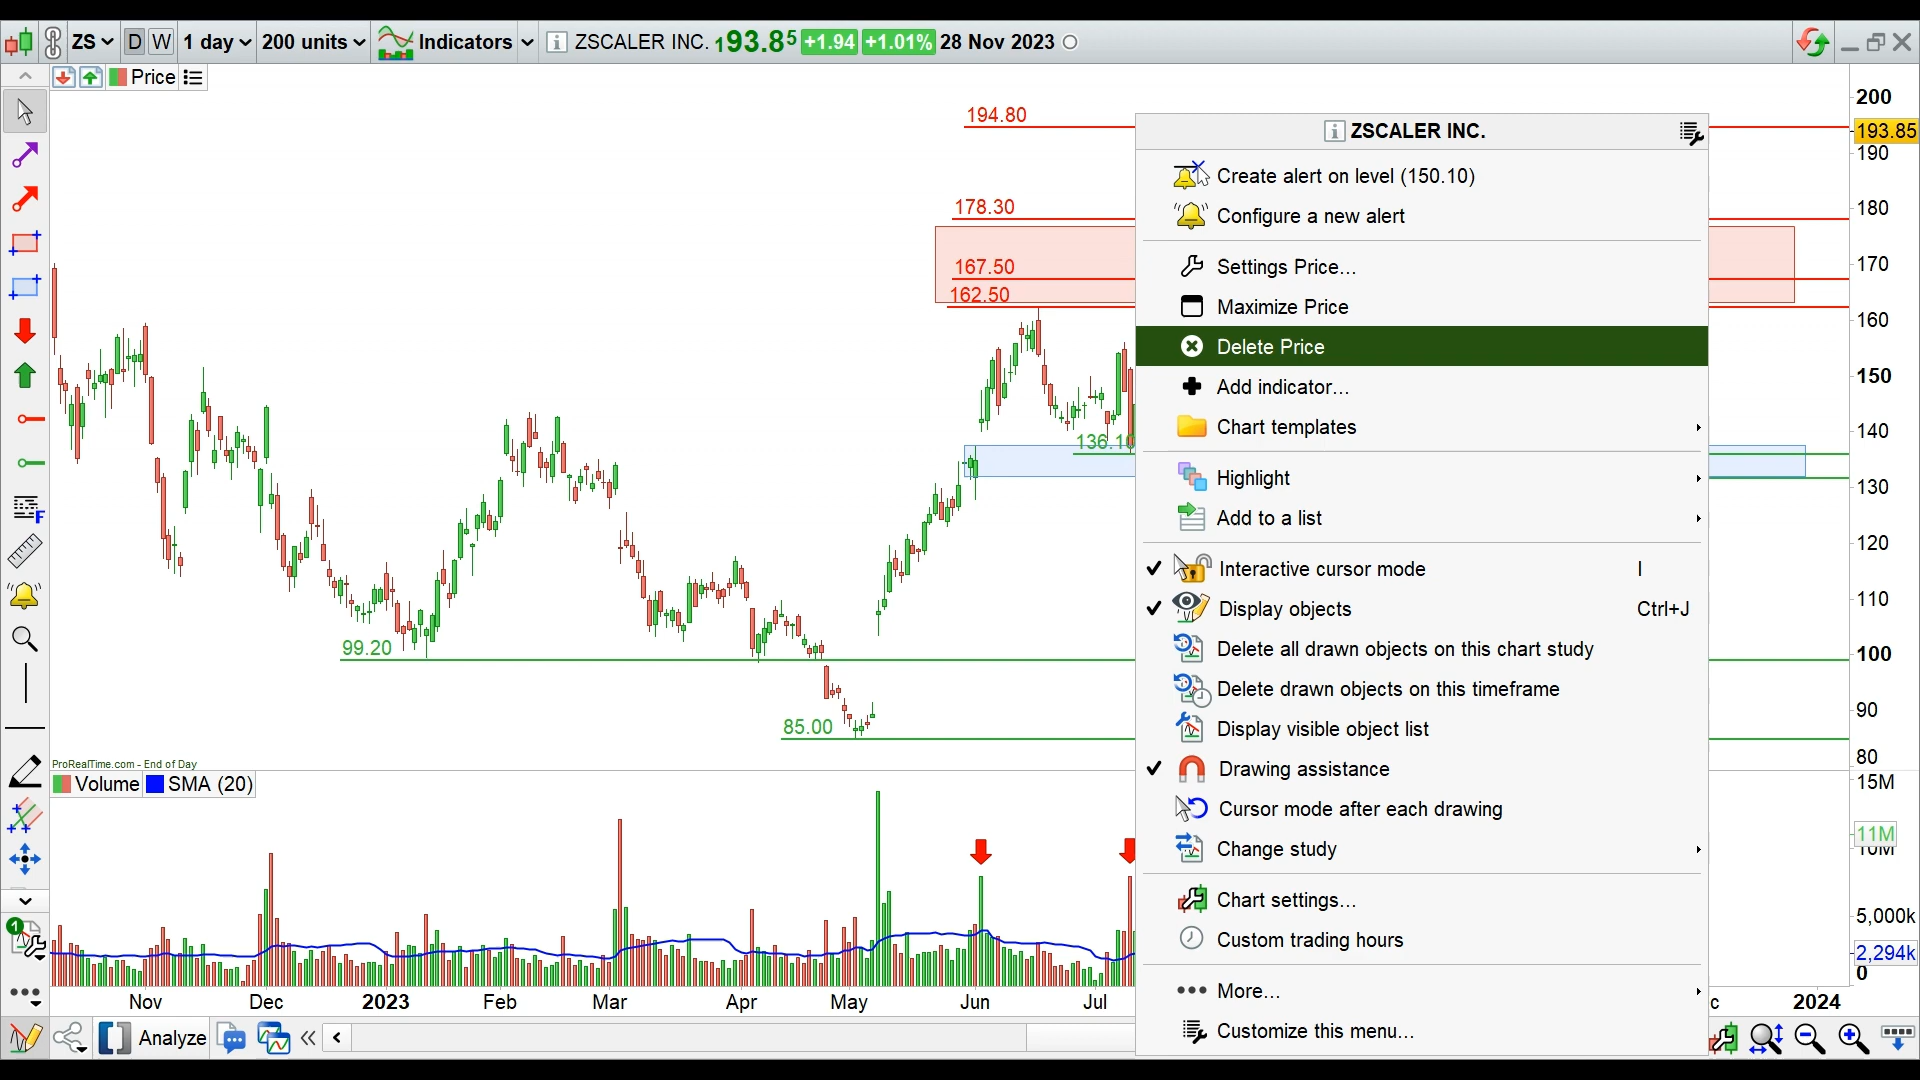 ZS
D
W
1 day
200 units
Indicators
ZSCALER INC.
193.85
+1.94
+1.01%
28 Nov 2023
Price
200
193.85
190
180
170
160
150
140
130
120
110
100
90
80
194.80
178.30
167.50
162.50
136.10
99.20
85.00
ZSCALER INC.
Create alert on level (150.10)
Configure a new alert
Settings Price...
Maximize Price
Delete Price
Add indicator...
Chart templates
Highlight
Add to a list
Interactive cursor mode I
Display objects Ctrl+J
Delete all drawn objects on this chart study
Delete drawn objects on this timeframe
Display visible object list
Drawing assistance
Cursor mode after each drawing
Change study
Chart settings...
Custom trading hours
More...
Customize this menu...
F
1
ProRealTime.com - End of Day
Volume
SMA (20)
15M
11M
10M
5,000k
2,294k
0
Nov
Dec
2023
Feb
Mar
Apr
May
Jun
Jul
c
2024
Analyze